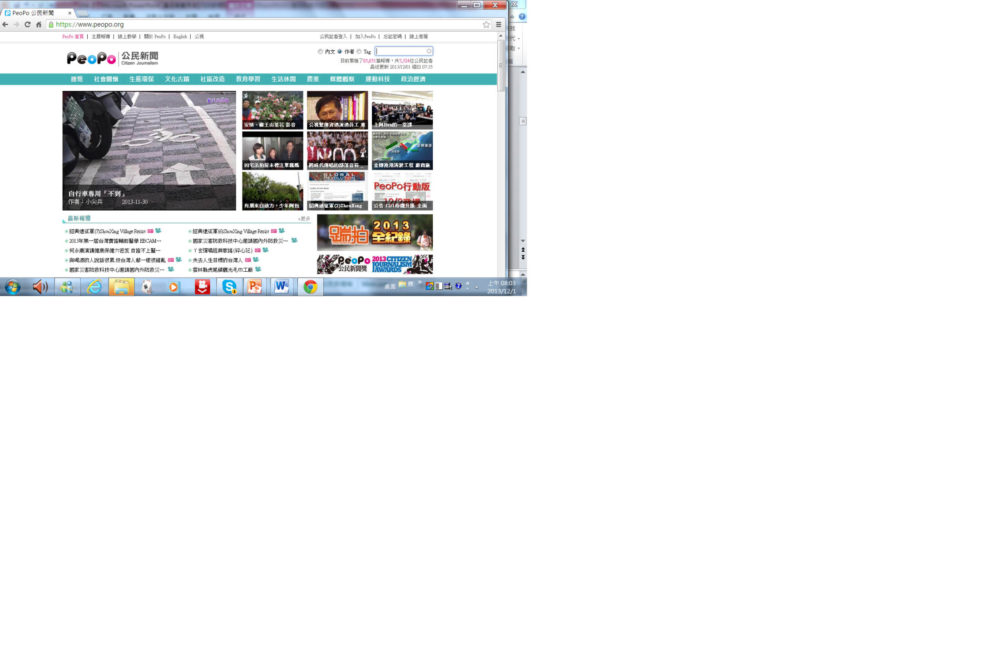 PeoPo 公民新聞
https://www.peopo.org
PeoPo 首頁 | 主題報導 | 線上教學 | 關於 PeoPo | English | 公視
公民記者登入 | 加入PeoPo | 忘記密碼 | 線上客服
PeoPo 公民新聞
Citizen Journalism
內文 作者 Tag
目前累積了85,651篇報導，共7,324位公民記者
最近更新 2013/12/01 週日 07:35
總覽 社會關懷 生態環保 文化古蹟 社區改造 教育學習 生活休閒 農業 媒體觀察 運動科技 政治經濟
自行車專用「不到」
作者：小尖兵 2013-11-30
安靖 - 霸王山茶花 影音
公視驚傳資遣派遣員工 童
上阿Ben的一堂課
凶宅法拍屋未標注單親媽
跨時代傳唱的部落音符 _
金樽漁港
金樽漁港清淤工程 廠商施
有朋來自遠方，少年阿包
GLOBAL REVOLUTION
紹興遠征軍(2)ShouXing
PeoPo行動版
12/2登場
公告:12/1停機升級-全面
最新報導
+更多
紹興遠征軍(7)ShouXing Village Resist
2013年第一屆台灣實證輔助醫學 EBCAM…
何永慶演講健康保健六密笈 自證不上醫…
與喝酒的人說話很累.但台灣人都一樣很錯亂
國家災害防救科技中心邀請國內外防救災…
紹興遠征軍(6)ShouXing Village Resist
國家災害防救科技中心邀請國內外防救災…
丫玄彈唱經典歌謠{碎心花}
失去人生目標的台灣人
雲林縣虎尾鎮觀光毛巾工廠
踹拍
www.peopo.org
2013
全紀錄
PeoPo
公民新聞獎
2013 CITIZEN
JOURNALISM
AWARDS
桌面
上午 08:03
2013/12/1